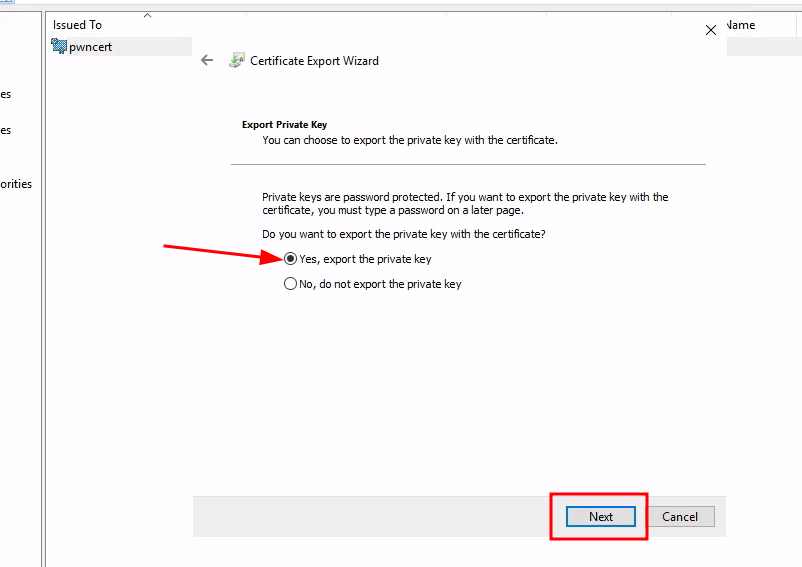 Issued To
Name
pwncert
Certificate Export Wizard
es
Export Private Key
es
You can choose to export the private key with the certificate.
orities
Private keys are password protected. If you want to export the private key with the
certificate, you must type a password on a later page.
Do you want to export the private key with the certificate?
Yes, export the private key
No, do not export the private key
Next
Cancel